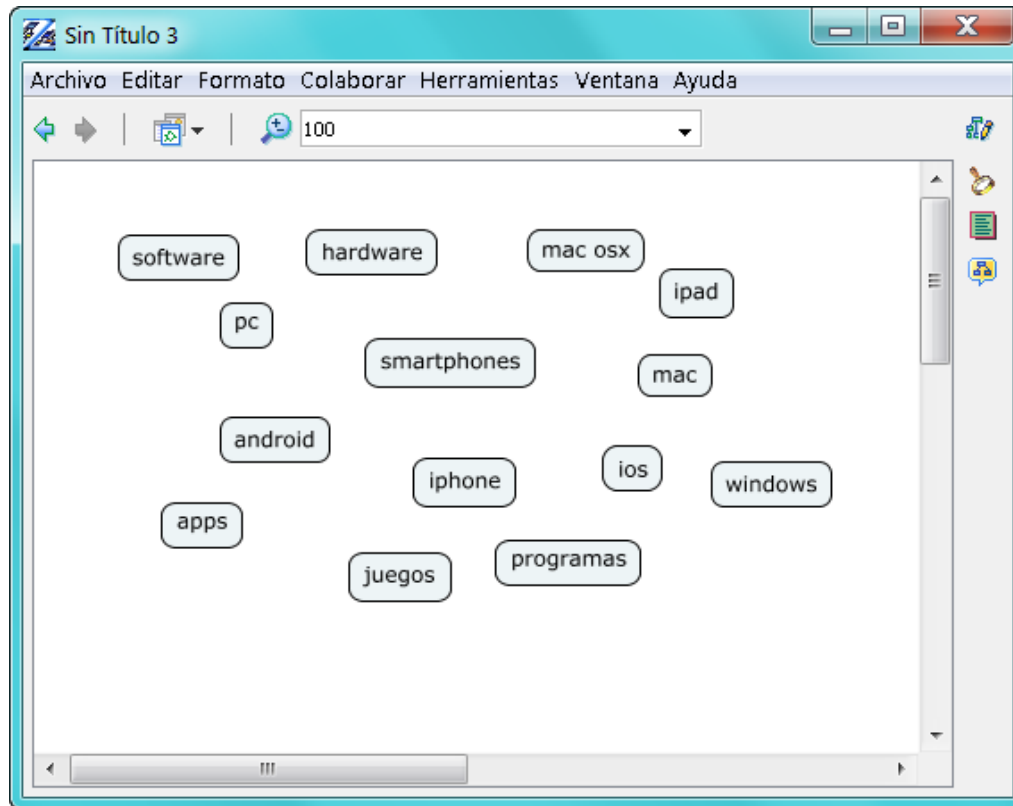 Sin Título 3
Archivo Editar Formato Colaborar Herramientas Ventana Ayuda
100
software
hardware
mac osx
ipad
pc
smartphones
mac
android
iphone
ios
windows
apps
juegos
programas